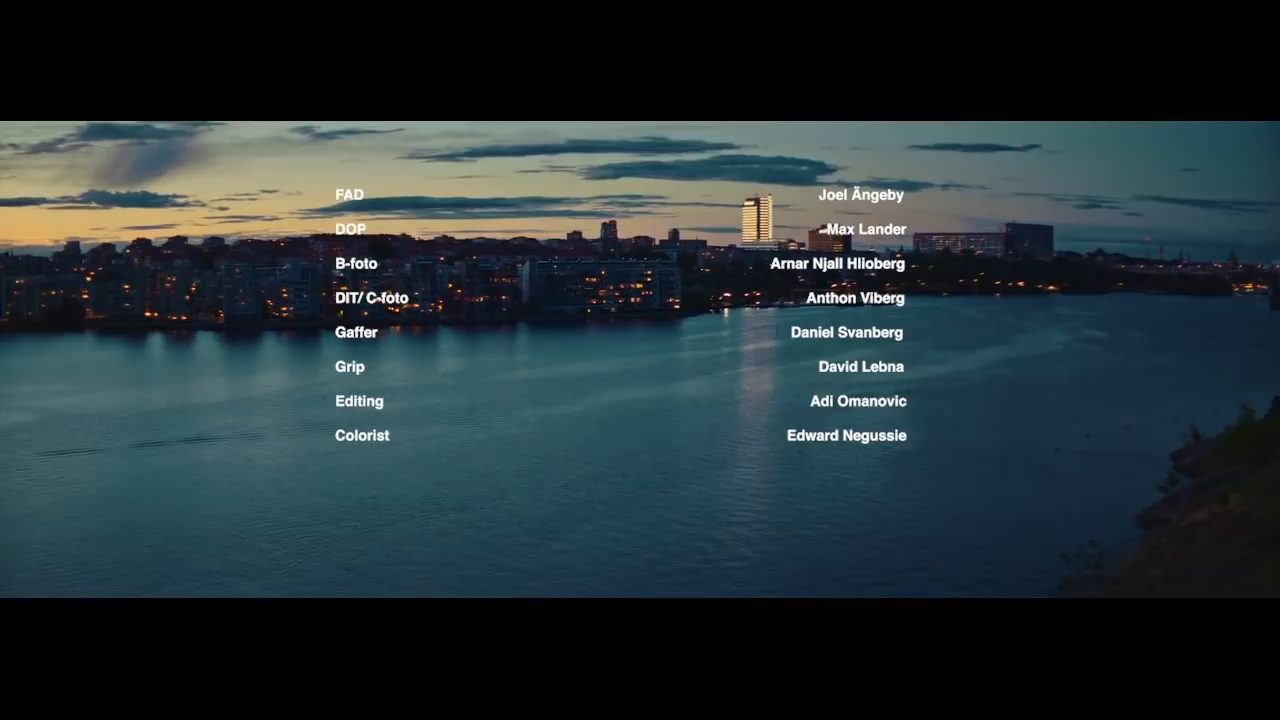 FAD Joel Ängeby
DOP Max Lander
B-foto Arnar Njall Hlioberg
DIT/ C-foto Anthon Viberg
Gaffer Daniel Svanberg
Grip David Lebna
Editing Adi Omanovic
Colorist Edward Negussie